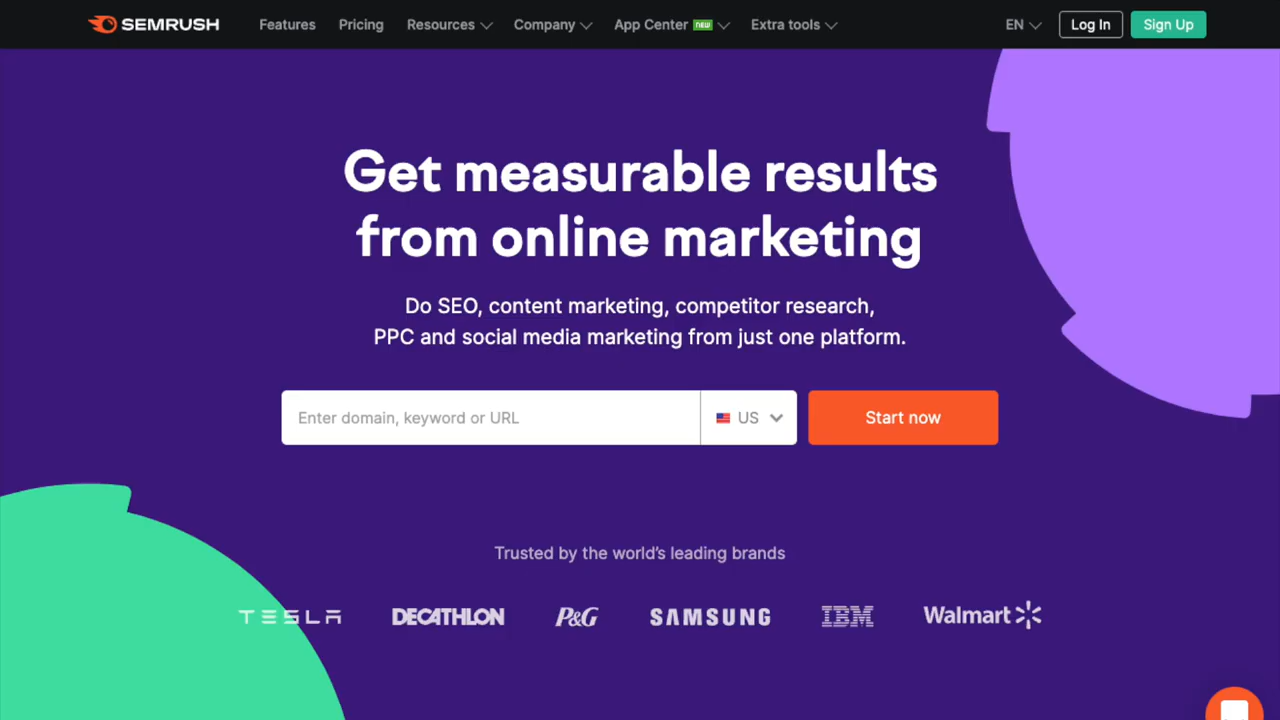 SEMRUSH
Features
Pricing
Resources
Company
App Center NEW
Extra tools
EN
Log In
Sign Up
Get measurable results
from online marketing
Do SEO, content marketing, competitor research,
PPC and social media marketing from just one platform.
Enter domain, keyword or URL
US
Start now
Trusted by the world's leading brands
TESLA
DECATHLON
P&G
SAMSUNG
IBM
Walmart